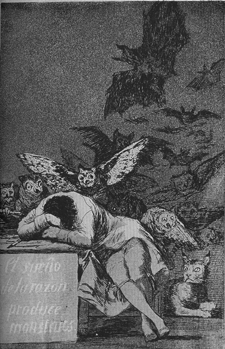 El sueño
de la razon
produce
monstruos